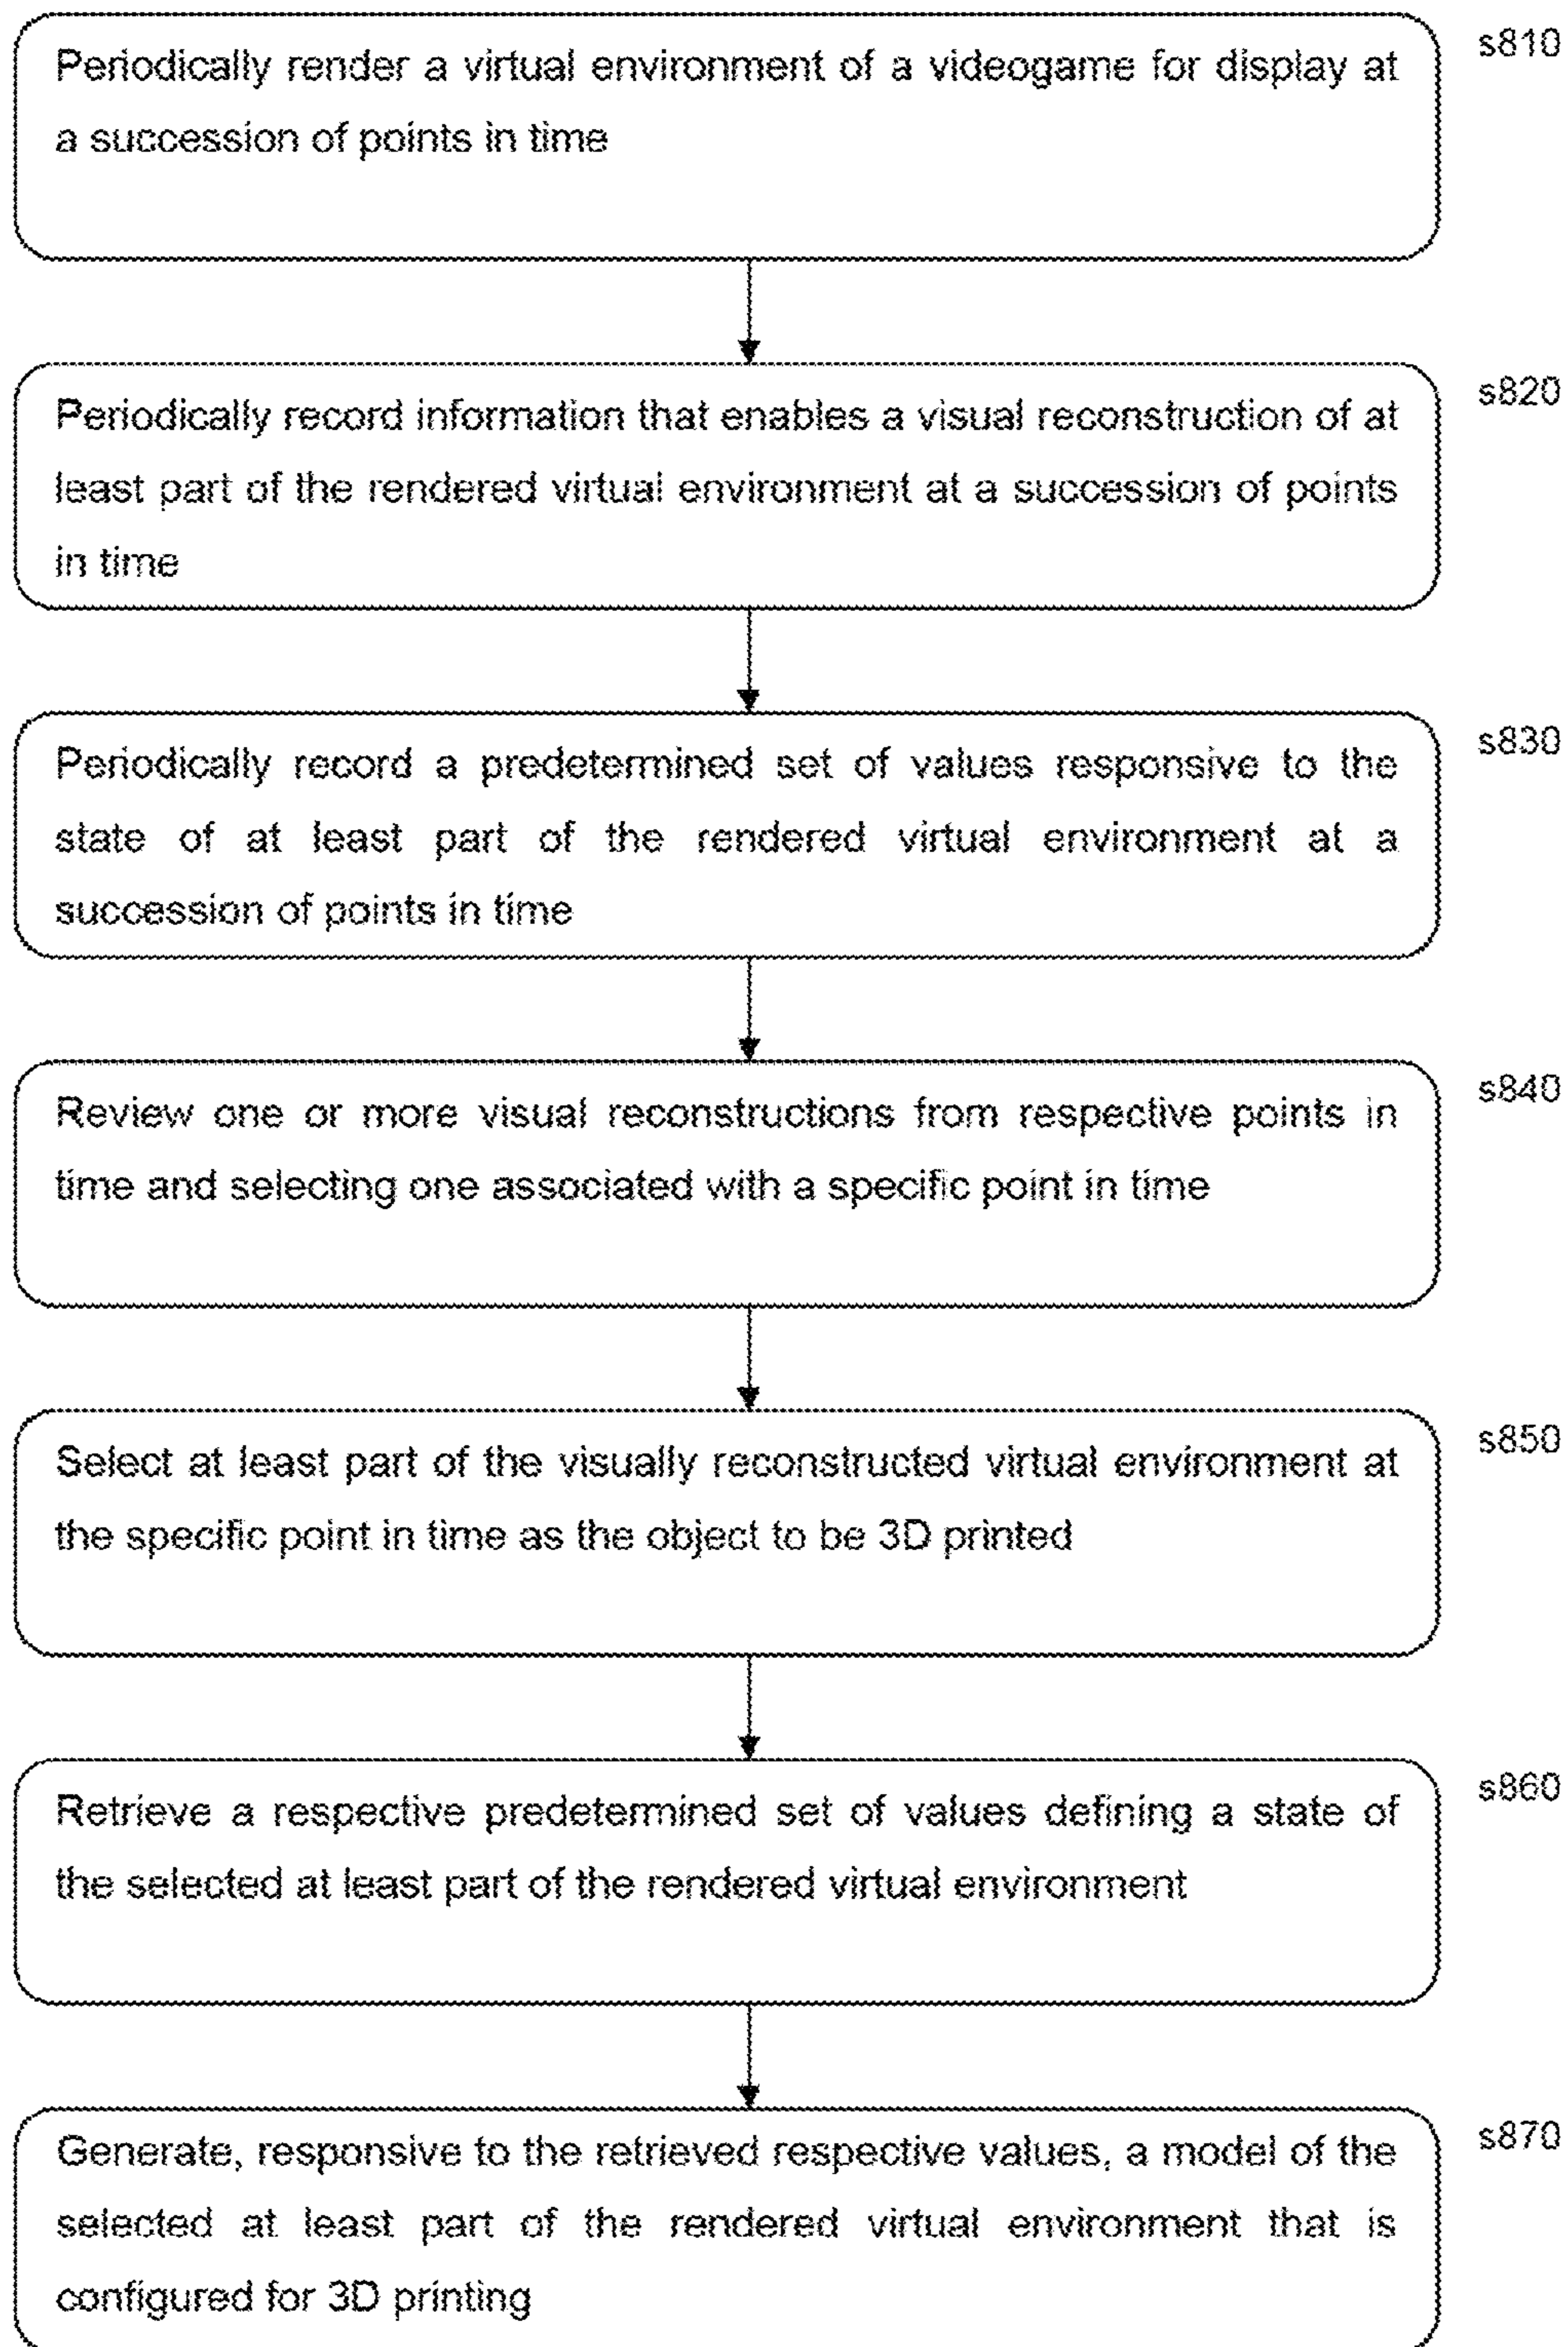 Periodically render a virtual environment of a videogame for display at
a succession of points in time
s810
Periodically record information that enables a visual reconstruction of at
least part of the rendered virtual environment at a succession of points
in time
s820
Periodically record a predetermined set of values responsive to the
state of at least part of the rendered virtual environment at a
succession of points in time
s830
Review one or more visual reconstructions from respective points in
time and selecting one associated with a specific point in time
s840
Select at least part of the visually reconstructed virtual environment at
the specific point in time as the object to be 3D printed
s850
Retrieve a respective predetermined set of values defining a state of
the selected at least part of the rendered virtual environment
s860
Generate, responsive to the retrieved respective values, a model of the
selected at least part of the rendered virtual environment that is
configured for 3D printing
s870